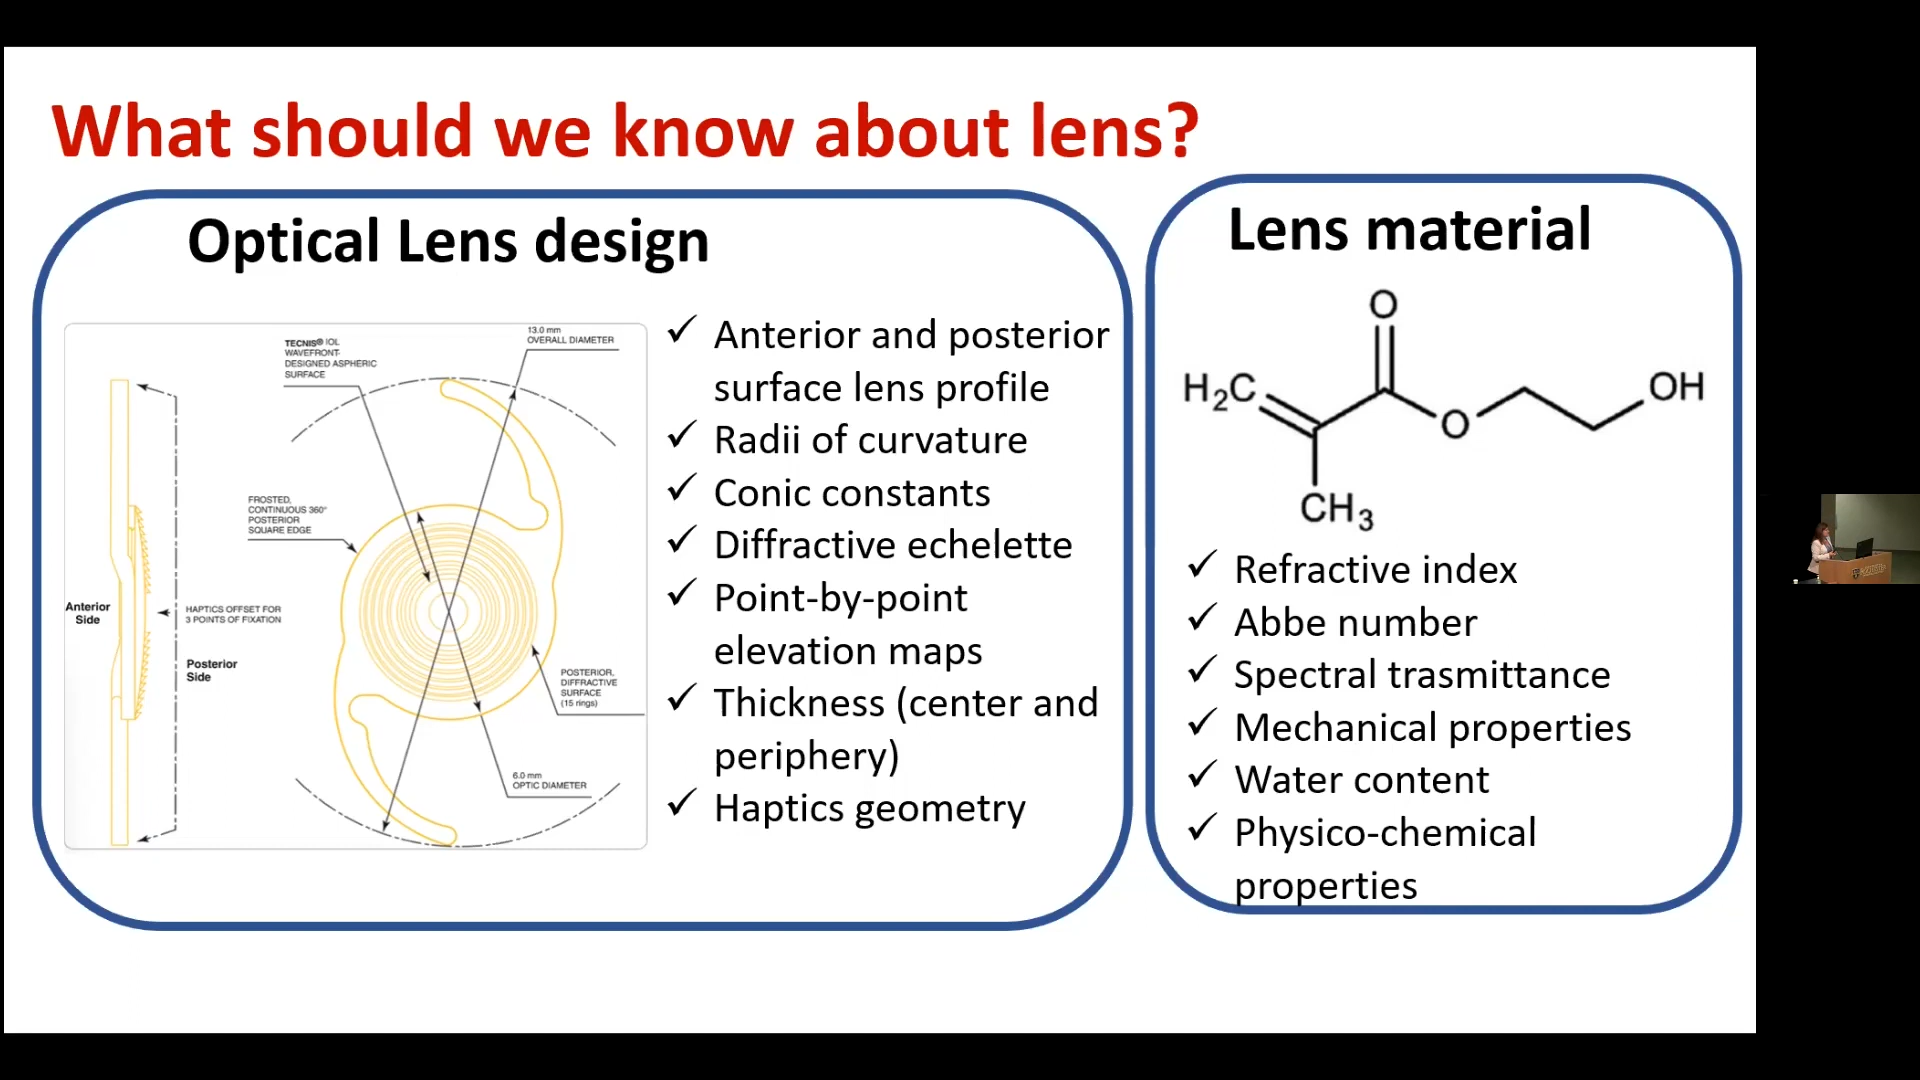 What should we know about lens?
Optical Lens design
TECNIS® IOL
WAVEFRONT-
DESIGNED ASPHERIC
SURFACE
13.0 mm
OVERALL DIAMETER
FROSTED,
CONTINUOUS 360°
POSTERIOR
SQUARE EDGE
Anterior
Side
HAPTICS OFFSET FOR
3 POINTS OF FIXATION
Posterior
Side
POSTERIOR,
DIFFRACTIVE
SURFACE
(15 rings)
6.0 mm
OPTIC DIAMETER
✓ Anterior and posterior
surface lens profile
✓ Radii of curvature
✓ Conic constants
✓ Diffractive echelette
✓ Point-by-point
elevation maps
✓ Thickness (center and
periphery)
✓ Haptics geometry
Lens material
O
H₂C
O
OH
CH₃
✓ Refractive index
✓ Abbe number
✓ Spectral trasmittance
✓ Mechanical properties
✓ Water content
✓ Physico-chemical
properties